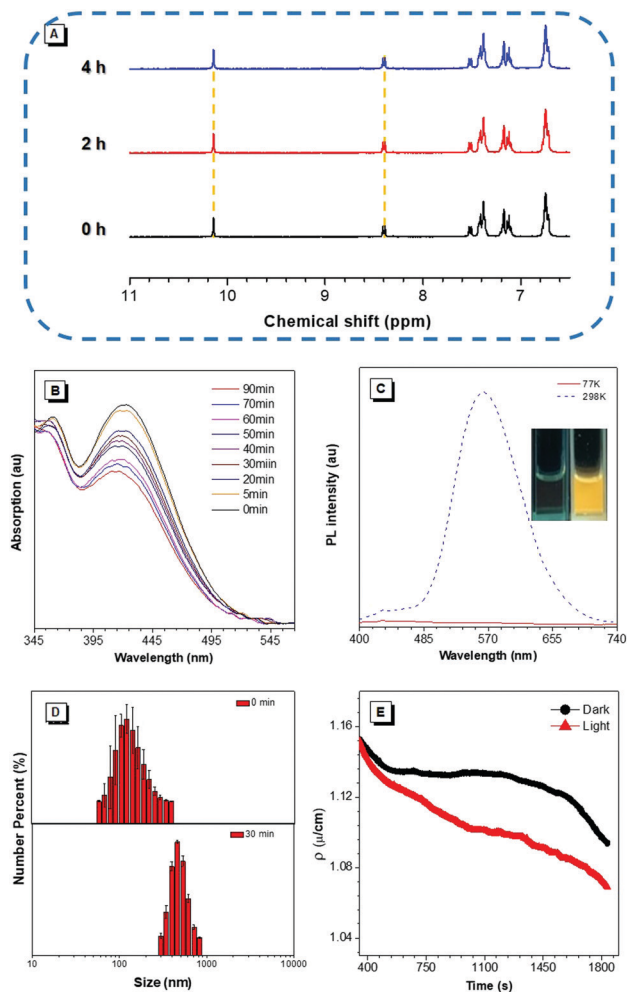 A
4 h
2 h
0 h
11 10 9 8 7
Chemical shift (ppm)
B
90min
70min
60min
50min
40min
30miin
20min
5min
0min
Absorption (au)
345 395 445 495 545
Wavelength (nm)
C
77K
298K
PL intensity (au)
400 485 570 655 740
Wavelength (nm)
D
0 min
30 min
Number Percent (%)
10 100 1000 10000
Size (nm)
E
Dark
Light
1.16
1.12
1.08
1.04
ρ (µ/cm)
400 750 1100 1450 1800
Time (s)